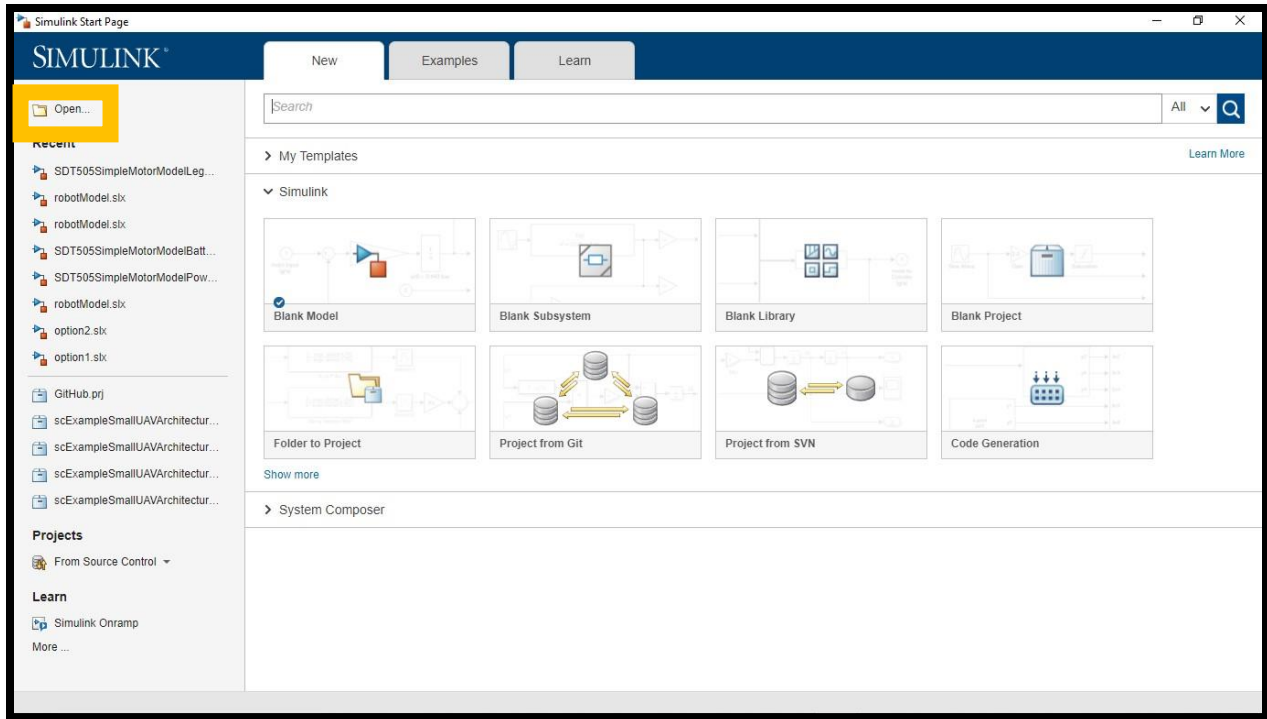 Simulink Start Page
SIMULINK®
New
Examples
Learn
Open...
Recent
SDT505SimpleMotorModelLeg...
robotModel.slx
robotModel.slx
SDT505SimpleMotorModelBatt...
SDT505SimpleMotorModelPow...
robotModel.slx
option2.slx
option1.slx
GitHub.prj
scExampleSmallUAVArchitectur...
scExampleSmallUAVArchitectur...
scExampleSmallUAVArchitectur...
scExampleSmallUAVArchitectur...
Projects
From Source Control
Learn
Simulink Onramp
More ...
Search
All
My Templates
Learn More
Simulink
Blank Model
Blank Subsystem
Blank Library
Blank Project
Folder to Project
Project from Git
Project from SVN
Code Generation
Show more
System Composer